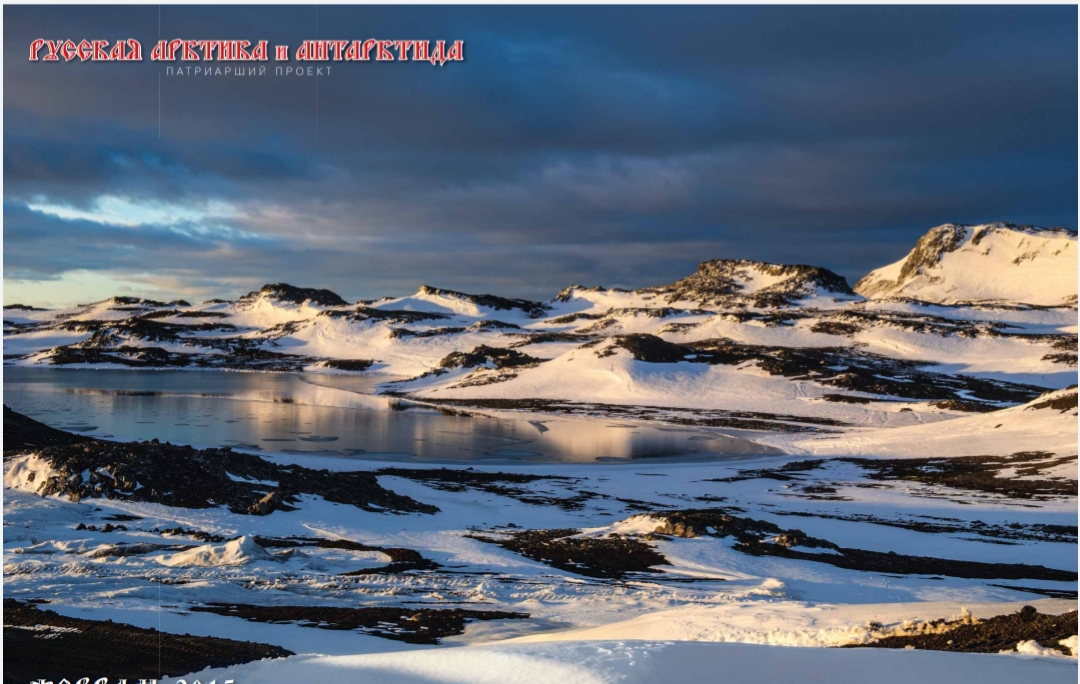 РУССКАЯ АРКТИКА и АНТАРКТИДА
ПАТРИАРШИЙ ПРОЕКТ